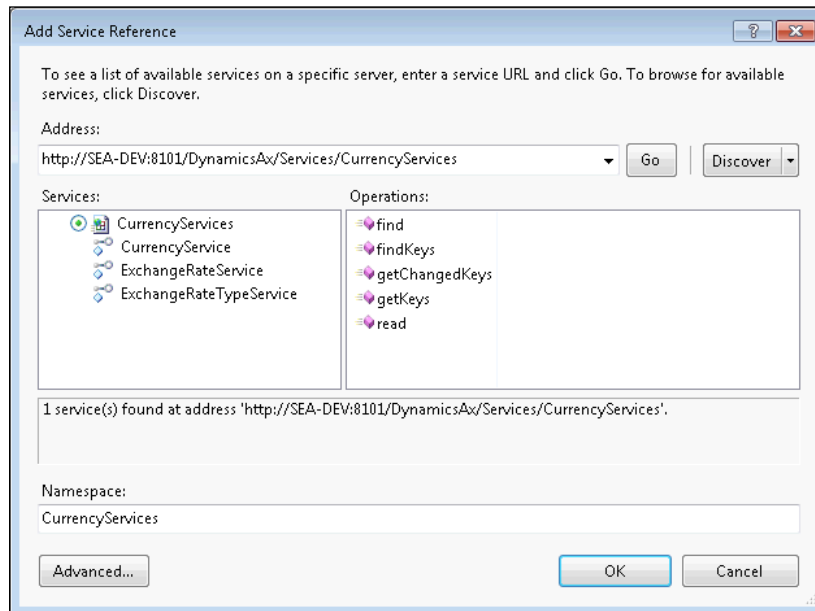 Add Service Reference
To see a list of available services on a specific server, enter a service URL and click Go. To browse for available
services, click Discover.
Address:
http://SEA-DEV:8101/DynamicsAx/Services/CurrencyServices
Go
Discover
Services:
CurrencyServices
CurrencyService
ExchangeRateService
ExchangeRateTypeService
Operations:
find
findKeys
getChangedKeys
getKeys
read
1 service(s) found at address 'http://SEA-DEV:8101/DynamicsAx/Services/CurrencyServices'.
Namespace:
CurrencyServices
Advanced...
OK
Cancel